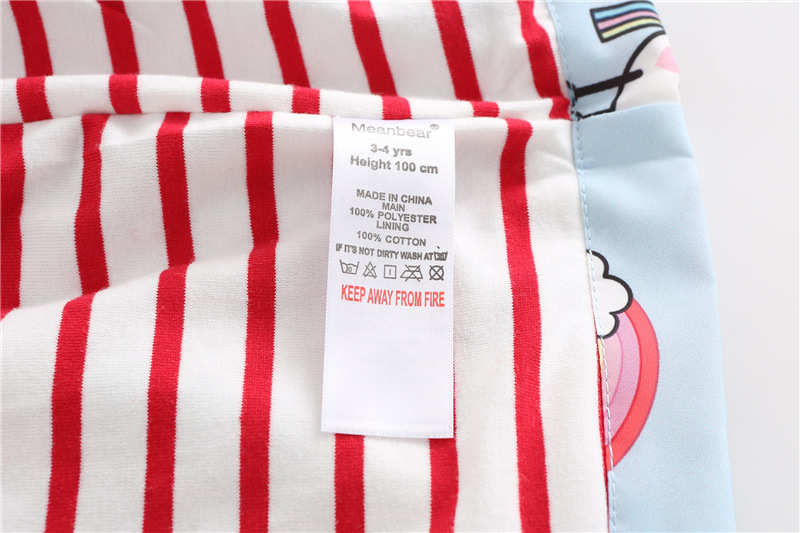 Meanbear®
3-4 yrs
Height 100 cm
MADE IN CHINA
MAIN
100% POLYESTER
LINING
100% COTTON
IF IT'S NOT DIRTY WASH AT
KEEP AWAY FROM FIRE